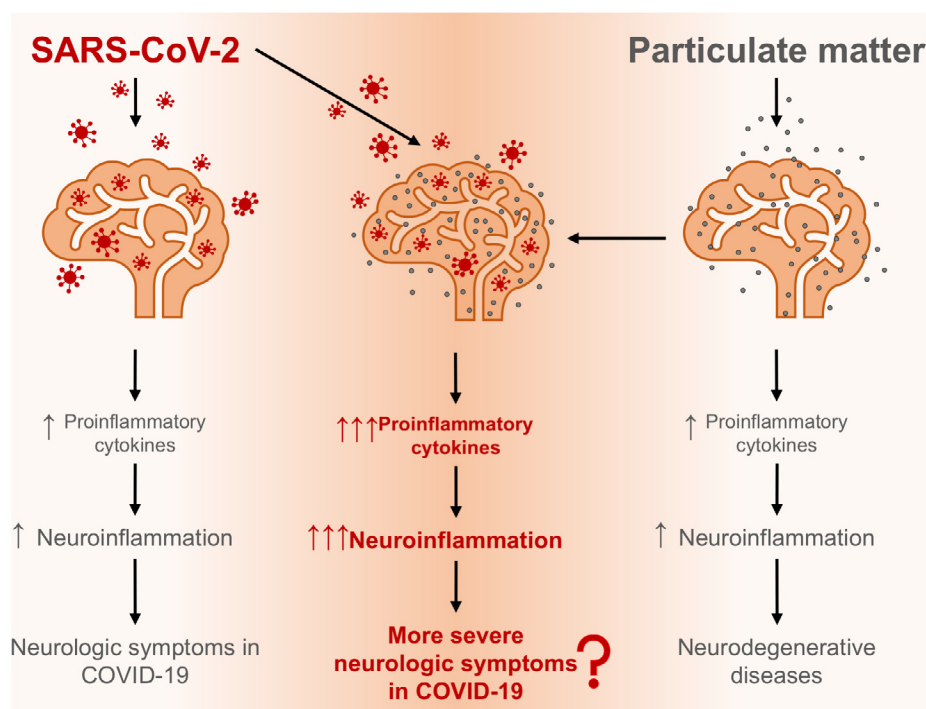 SARS-CoV-2
Particulate matter
↑ Proinflammatory
cytokines
↑↑↑Proinflammatory
cytokines
↑ Proinflammatory
cytokines
↑ Neuroinflammation
↑↑↑Neuroinflammation
↑ Neuroinflammation
Neurologic symptoms in
COVID-19
More severe
neurologic symptoms
in COVID-19
?
Neurodegenerative
diseases